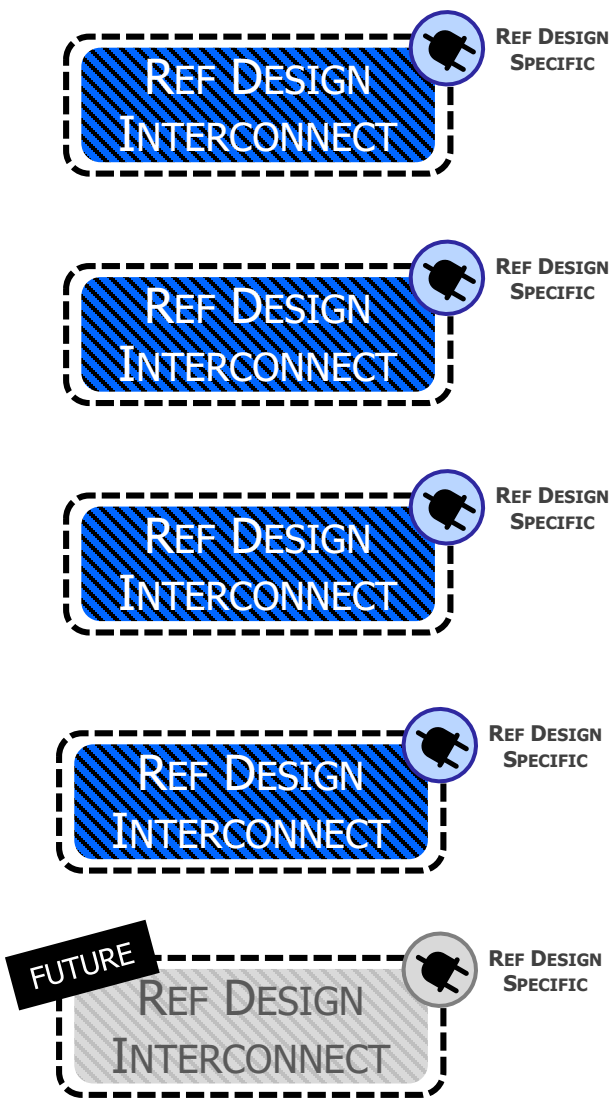 REF DESIGN
SPECIFIC
REF DESIGN
INTERCONNECT
REF DESIGN
SPECIFIC
REF DESIGN
INTERCONNECT
REF DESIGN
SPECIFIC
REF DESIGN
INTERCONNECT
REF DESIGN
SPECIFIC
REF DESIGN
INTERCONNECT
FUTURE
REF DESIGN
SPECIFIC
REF DESIGN
INTERCONNECT